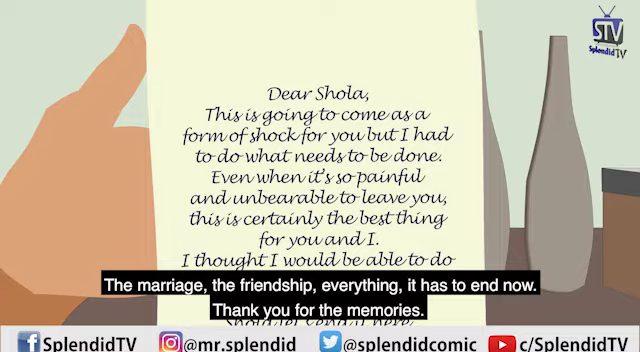 STV
SplendidTV
Dear Shola,
This is going to come as a
form of shock for you but I had
to do what needs to be done.
Even when it's so painful
and unbearable to leave you,
this is certainly the best thing
for you and I.
I thought I would be able to do
The marriage, the friendship, everything, it has to end now.
Thank you for the memories.
SplendidTV
@mr.splendid
@splendidcomic
c/SplendidTV